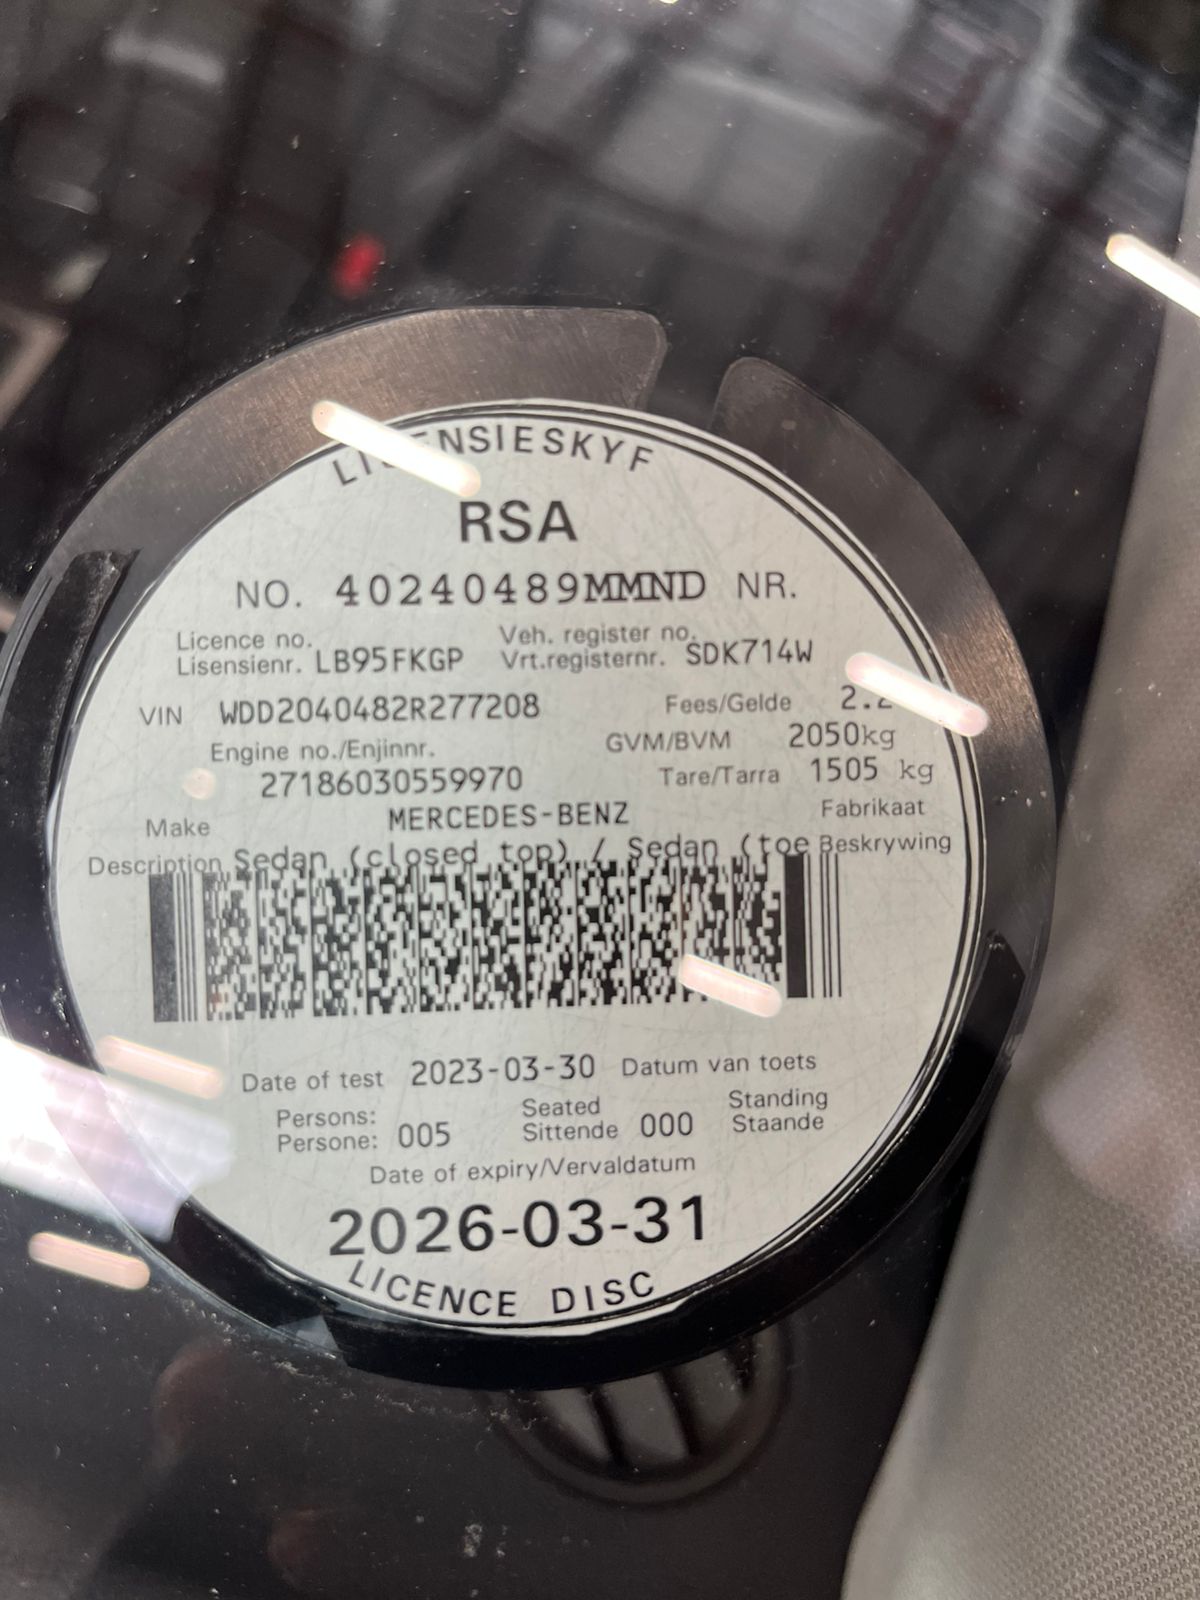 LISENSIESKYF
RSA
NO. 40240489MMND NR.
Licence no. Veh. register no.
Lisensienr. LB95FKGP Vrt.registernr. SDK714W
VIN WDD2040482R277208 Fees/Gelde
Engine no./Enjinnr. GVM/BVM 2050kg
27186030559970 Tare/Tarra 1505 kg
Make MERCEDES-BENZ Fabrikaat
Description Sedan (closed top) / Sedan (toe Beskrywing
Date of test 2023-03-30 Datum van toets
Persons: Seated Standing
Persone: 005 Sittende 000 Staande
Date of expiry/Vervaldatum
2026-03-31
LICENCE DISC